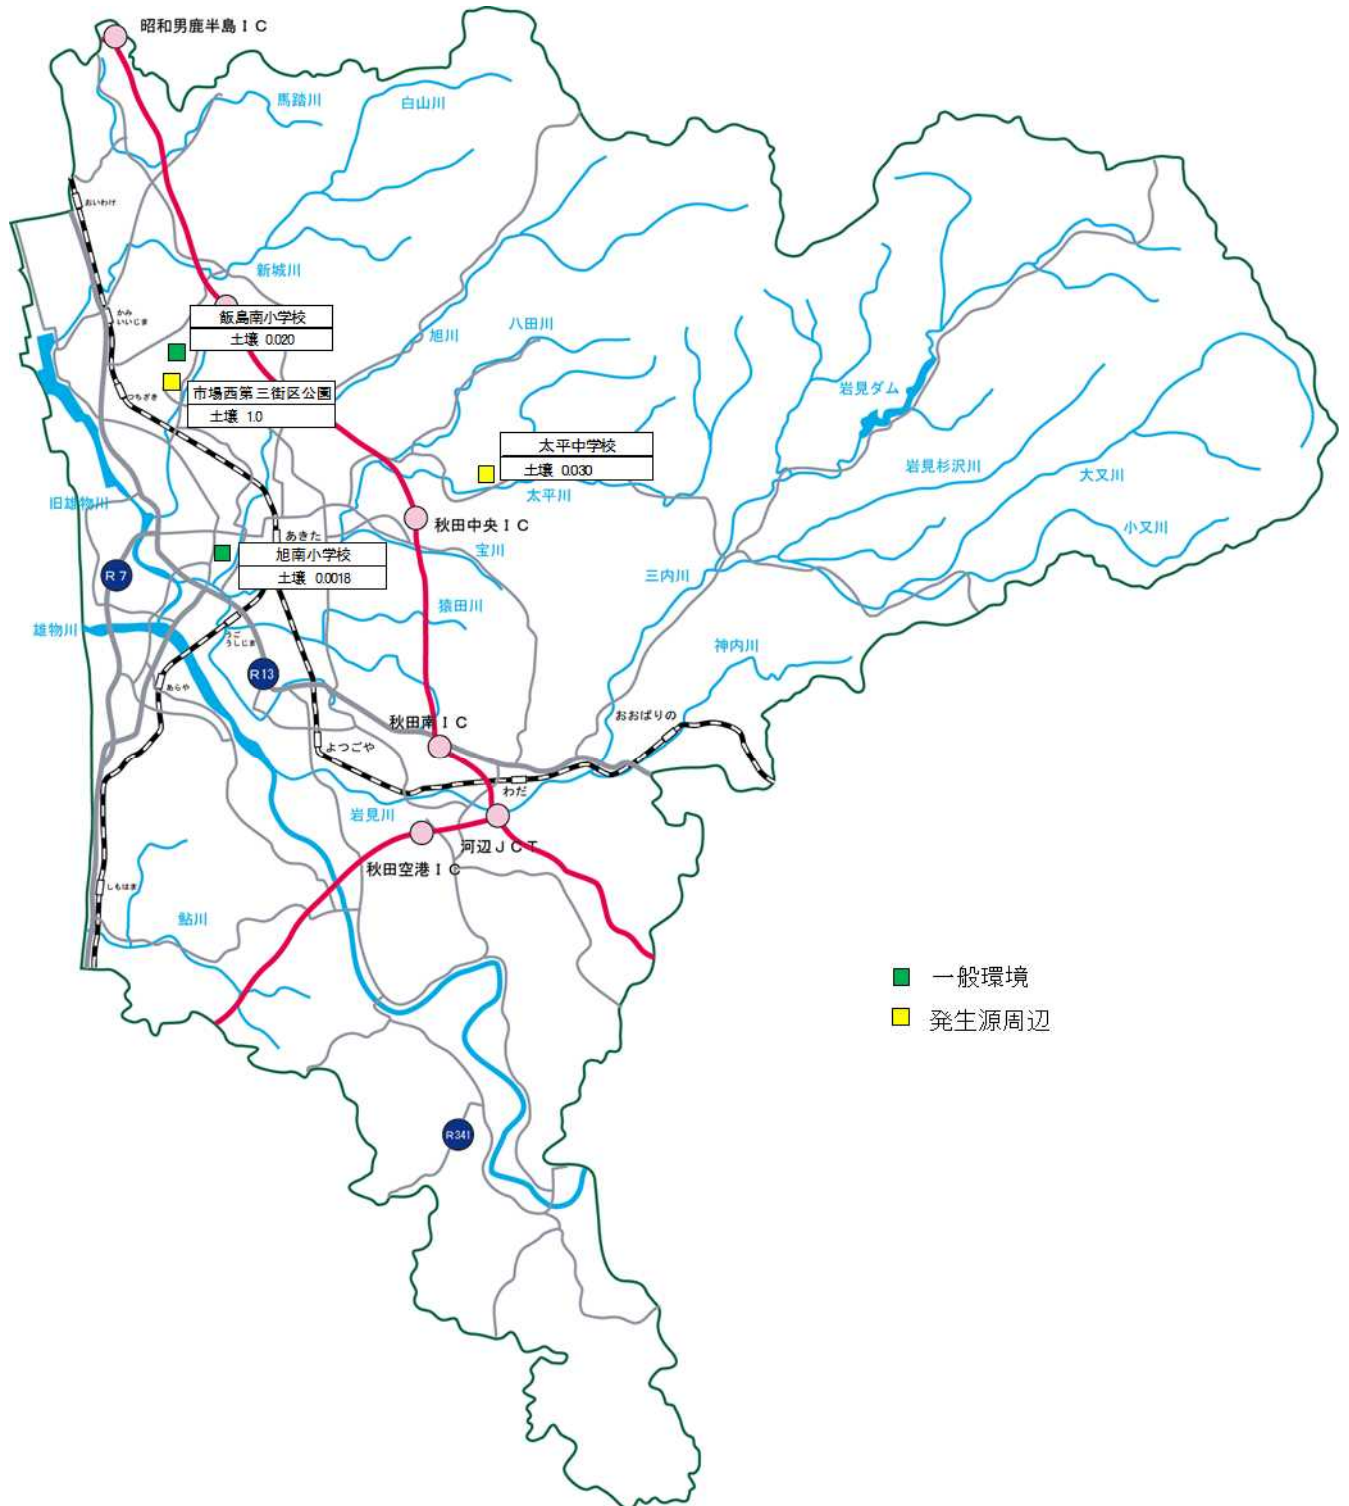 昭和男鹿半島ＩＣ
馬踏川
白山川
おいわけ
新城川
かみ
いいじま
飯島南小学校
土壌 0.020
旭川
八田川
つちざき
市場西第三街区公園
土壌 1.0
岩見ダム
太平中学校
土壌 0.030
岩見杉沢川
大又川
太平川
旧雄物川
秋田中央ＩＣ
小又川
あきた
旭南小学校
土壌 0.0018
宝川
R 7
三内川
猿田川
雄物川
うご
うしじま
神内川
R13
あらや
秋田南ＩＣ
おおばりの
よつごや
わだ
岩見川
河辺ＪＣＴ
秋田空港ＩＣ
しもはま
鮎川
一般環境
発生源周辺
R341